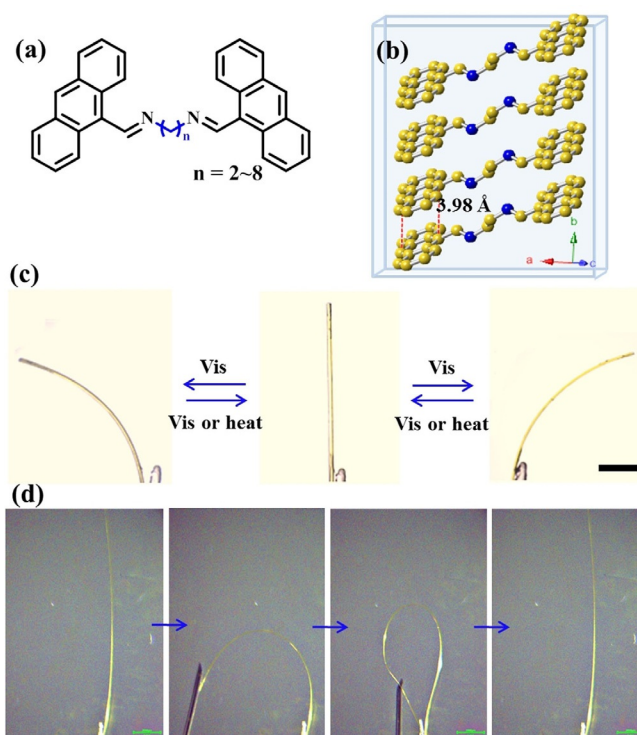 (a)
N
N
n
n = 2~8
(b)
3.98 Å
b
a
c
(c)
Vis
Vis or heat
Vis
Vis or heat
(d)